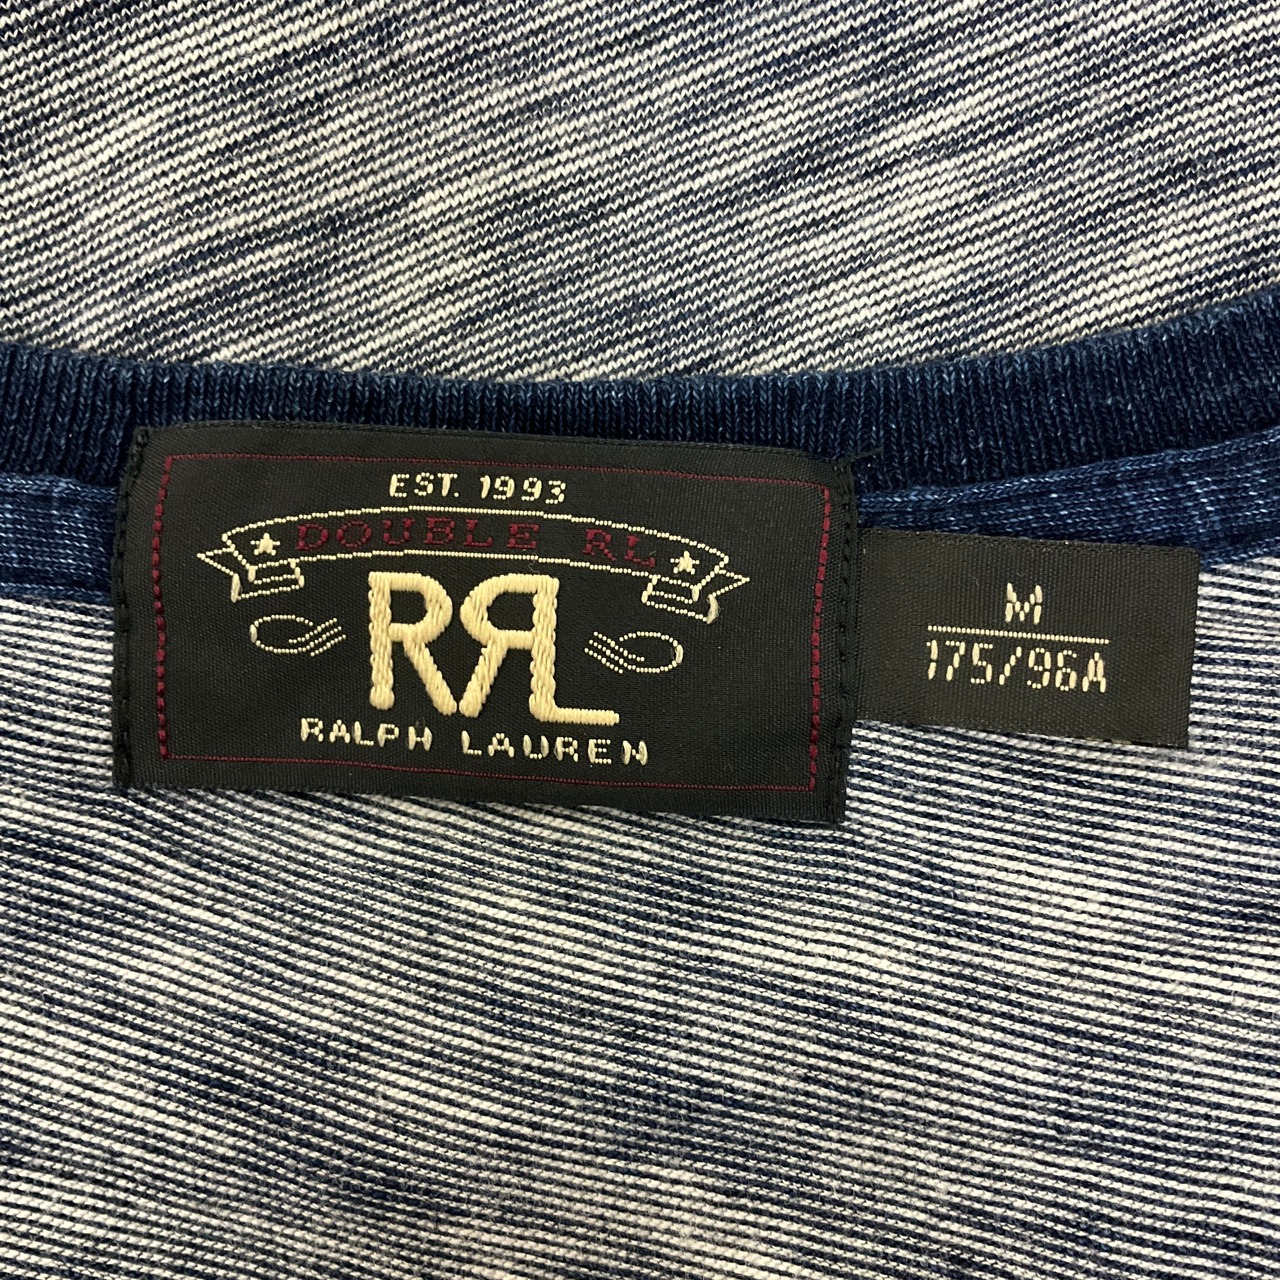 EST. 1993
DOUBLE RL
RRL
RALPH LAUREN
M
175/96A